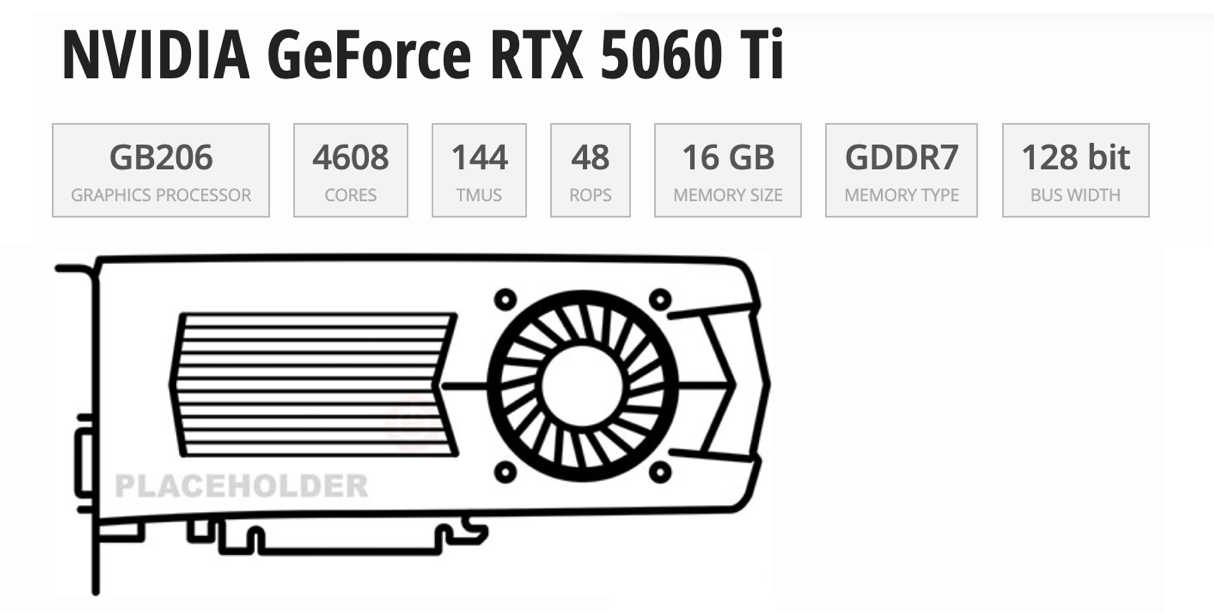 NVIDIA GeForce RTX 5060 Ti
GB206 4608 144 48 16 GB GDDR7 128 bit
GRAPHICS PROCESSOR CORES TMUS ROPS MEMORY SIZE MEMORY TYPE BUS WIDTH
PLACEHOLDER